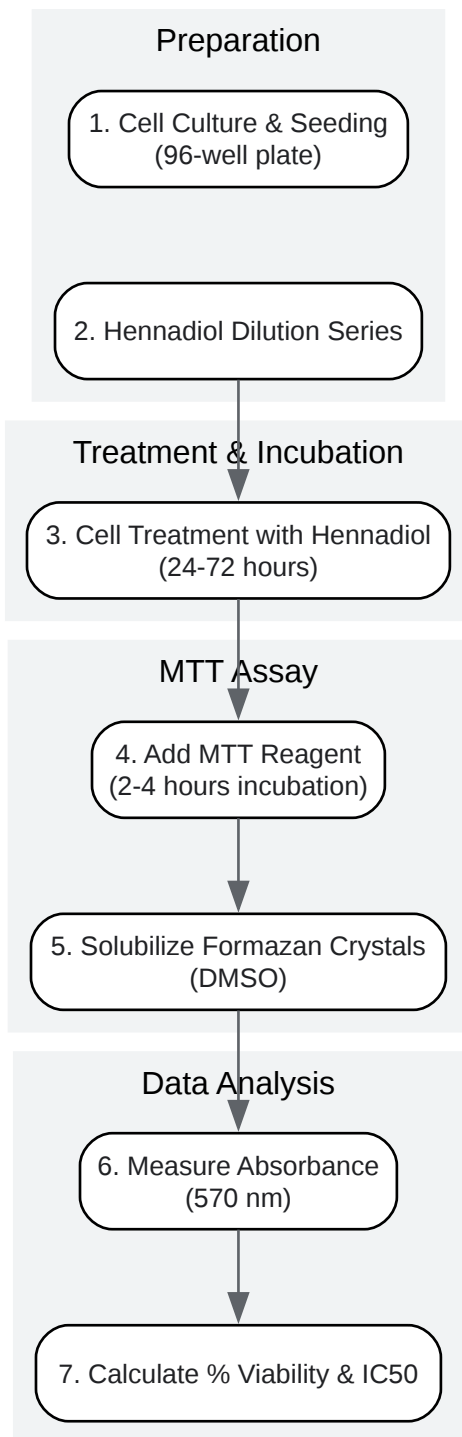 Preparation
1. Cell Culture & Seeding
(96-well plate)
2. Hennadiol Dilution Series
Treatment & Incubation
3. Cell Treatment with Hennadiol
(24-72 hours)
MTT Assay
4. Add MTT Reagent
(2-4 hours incubation)
5. Solubilize Formazan Crystals
(DMSO)
Data Analysis
6. Measure Absorbance
(570 nm)
7. Calculate % Viability & IC50